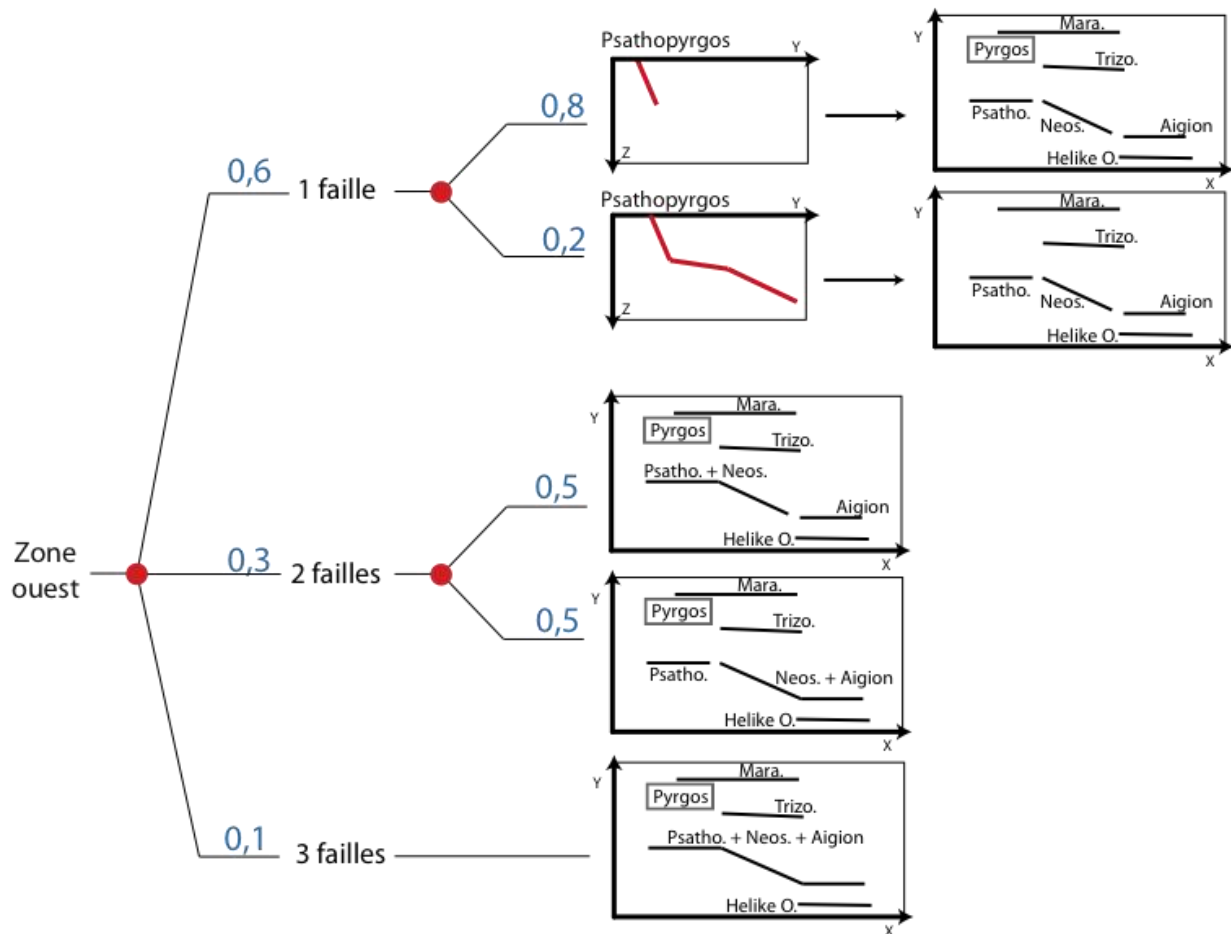 Psathopyrgos
Y
Z
0,8
Y
Mara.
Pyrgos
Trizo.
Psatho.
Neos.
Aigion
Helike O.
X
0,6
1 faille
0,2
Psathopyrgos
Y
Z
Y
Mara.
Trizo.
Psatho.
Neos.
Aigion
Helike O.
X
Zone
ouest
0,3
2 failles
0,5
Y
Mara.
Pyrgos
Trizo.
Psatho. + Neos.
Aigion
Helike O.
X
0,5
Y
Mara.
Pyrgos
Trizo.
Psatho.
Neos. + Aigion
Helike O.
X
0,1
3 failles
Y
Mara.
Pyrgos
Trizo.
Psatho. + Neos. + Aigion
Helike O.
X